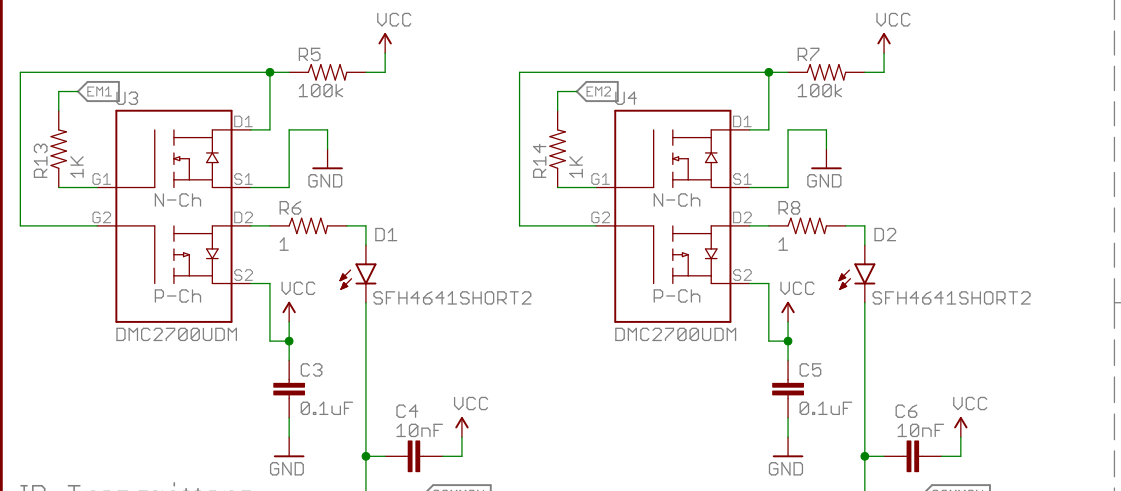 VCC
R5
100k
EM1
U3
R13
1K
D1
S1
G1
N-Ch
GND
G2
D2
R6
1
D1
S2
P-Ch
VCC
SFH4641SHORT2
DMC2700UDM
C3
0.1uF
C4
10nF
VCC
GND
VCC
R7
100k
EM2
U4
R14
1K
D1
S1
G1
N-Ch
GND
G2
D2
R8
1
D2
S2
P-Ch
VCC
SFH4641SHORT2
DMC2700UDM
C5
0.1uF
C6
10nF
VCC
GND